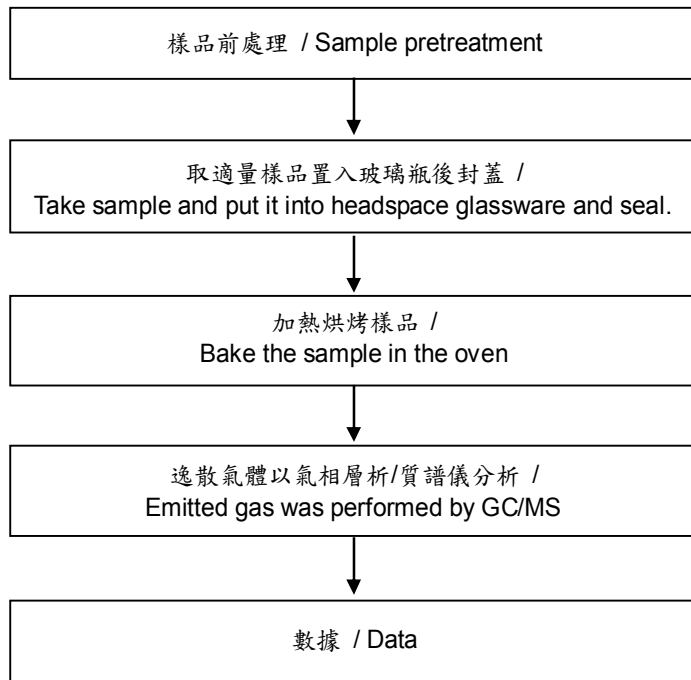 樣品前處理 / Sample pretreatment
取適量樣品置入玻璃瓶後封蓋 /
Take sample and put it into headspace glassware and seal.
加熱烘烤樣品 /
Bake the sample in the oven
逸散氣體以氣相層析/質譜儀分析 /
Emitted gas was performed by GC/MS
數據 / Data